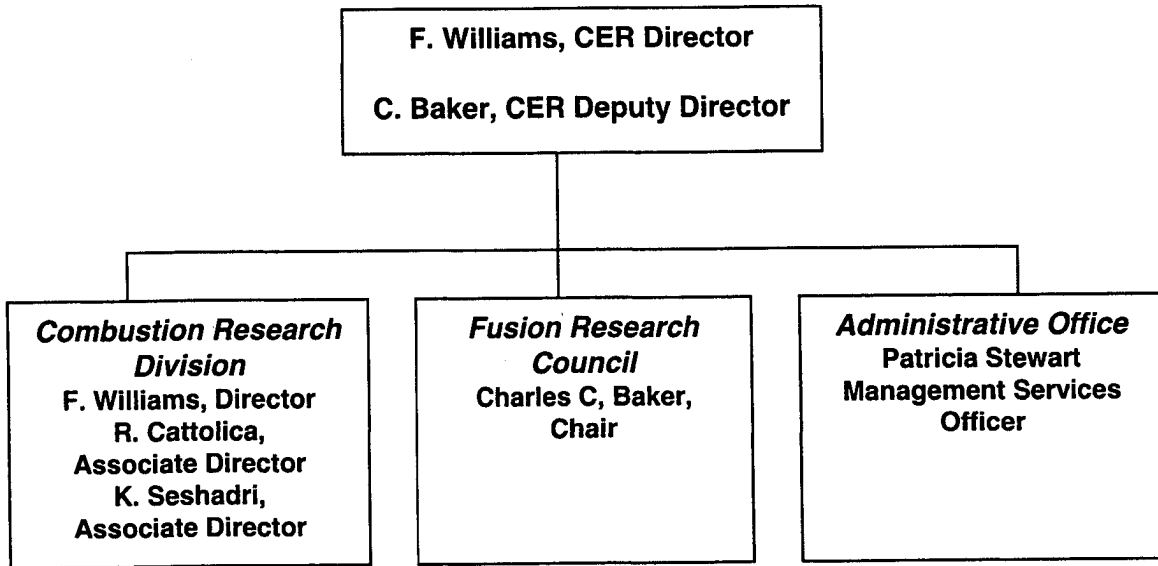 F. Williams, CER Director
C. Baker, CER Deputy Director
Combustion Research
Division
F. Williams, Director
R. Cattolica,
Associate Director
K. Seshadri,
Associate Director
Fusion Research
Council
Charles C, Baker,
Chair
Administrative Office
Patricia Stewart
Management Services
Officer